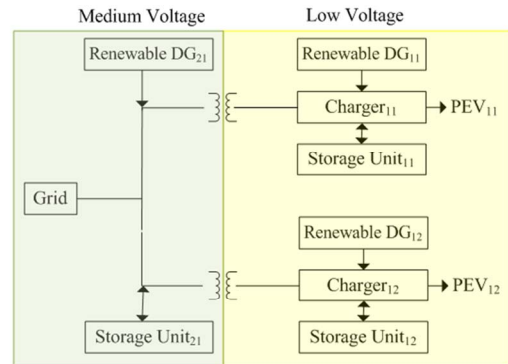 Medium Voltage
Low Voltage
Renewable DG₂₁
Renewable DG₁₁
Charger₁₁
PEV₁₁
Storage Unit₁₁
Grid
Renewable DG₁₂
Charger₁₂
PEV₁₂
Storage Unit₂₁
Storage Unit₁₂